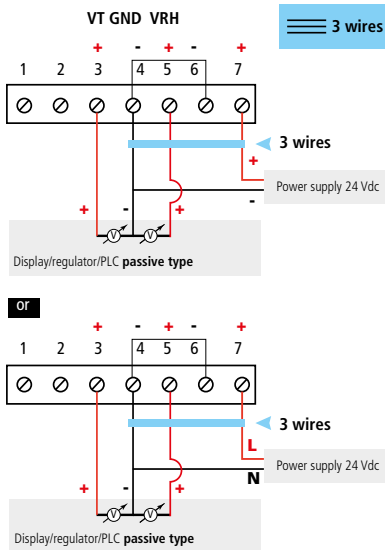 VT GND VRH
3 wires
+ - + - +
1 2 3 4 5 6 7
3 wires
+
Power supply 24 Vdc
-
+ - +
V V
Display/regulator/PLC passive type
or
+ - + - +
1 2 3 4 5 6 7
3 wires
L
Power supply 24 Vdc
N
+ - +
V V
Display/regulator/PLC passive type